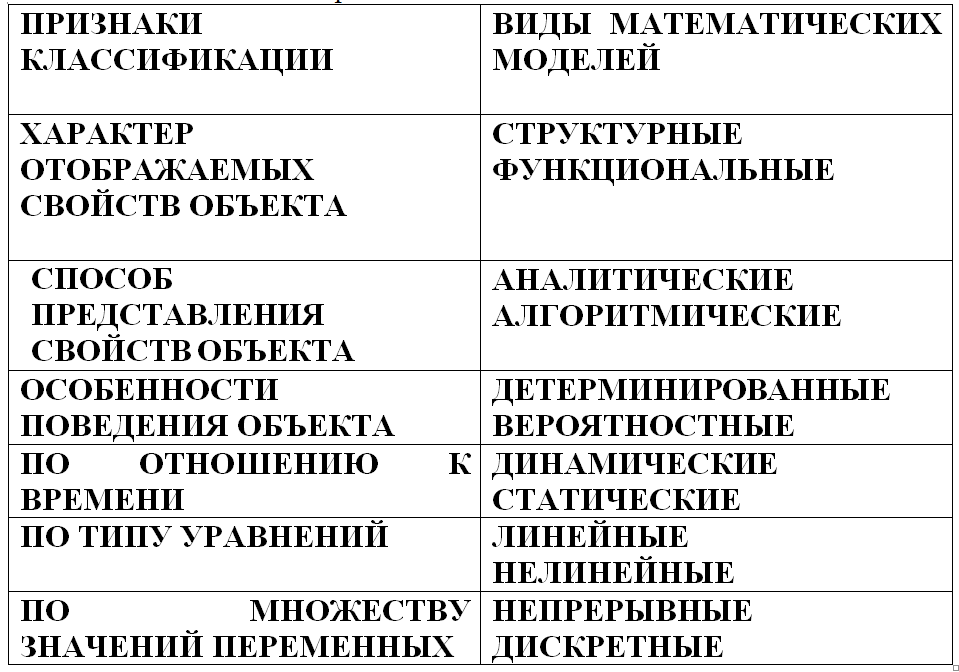 ПРИЗНАКИ
КЛАССИФИКАЦИИ
ВИДЫ МАТЕМАТИЧЕСКИХ
МОДЕЛЕЙ
ХАРАКТЕР
ОТОБРАЖАЕМЫХ
СВОЙСТВ ОБЪЕКТА
СТРУКТУРНЫЕ
ФУНКЦИОНАЛЬНЫЕ
СПОСОБ
ПРЕДСТАВЛЕНИЯ
СВОЙСТВ ОБЪЕКТА
АНАЛИТИЧЕСКИЕ
АЛГОРИТМИЧЕСКИЕ
ОСОБЕННОСТИ
ПОВЕДЕНИЯ ОБЪЕКТА
ДЕТЕРМИНИРОВАННЫЕ
ВЕРОЯТНОСТНЫЕ
ПО ОТНОШЕНИЮ К
ВРЕМЕНИ
ДИНАМИЧЕСКИЕ
СТАТИЧЕСКИЕ
ПО ТИПУ УРАВНЕНИЙ
ЛИНЕЙНЫЕ
НЕЛИНЕЙНЫЕ
ПО МНОЖЕСТВУ
ЗНАЧЕНИЙ ПЕРЕМЕННЫХ
НЕПРЕРЫВНЫЕ
ДИСКРЕТНЫЕ